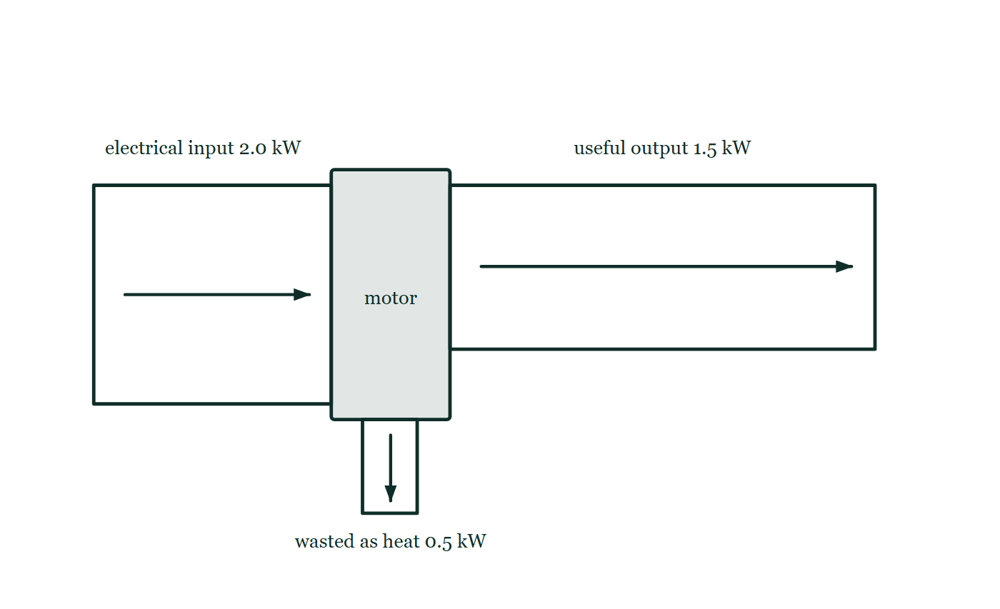 electrical input 2.0 kW
useful output 1.5 kW
motor
wasted as heat 0.5 kW